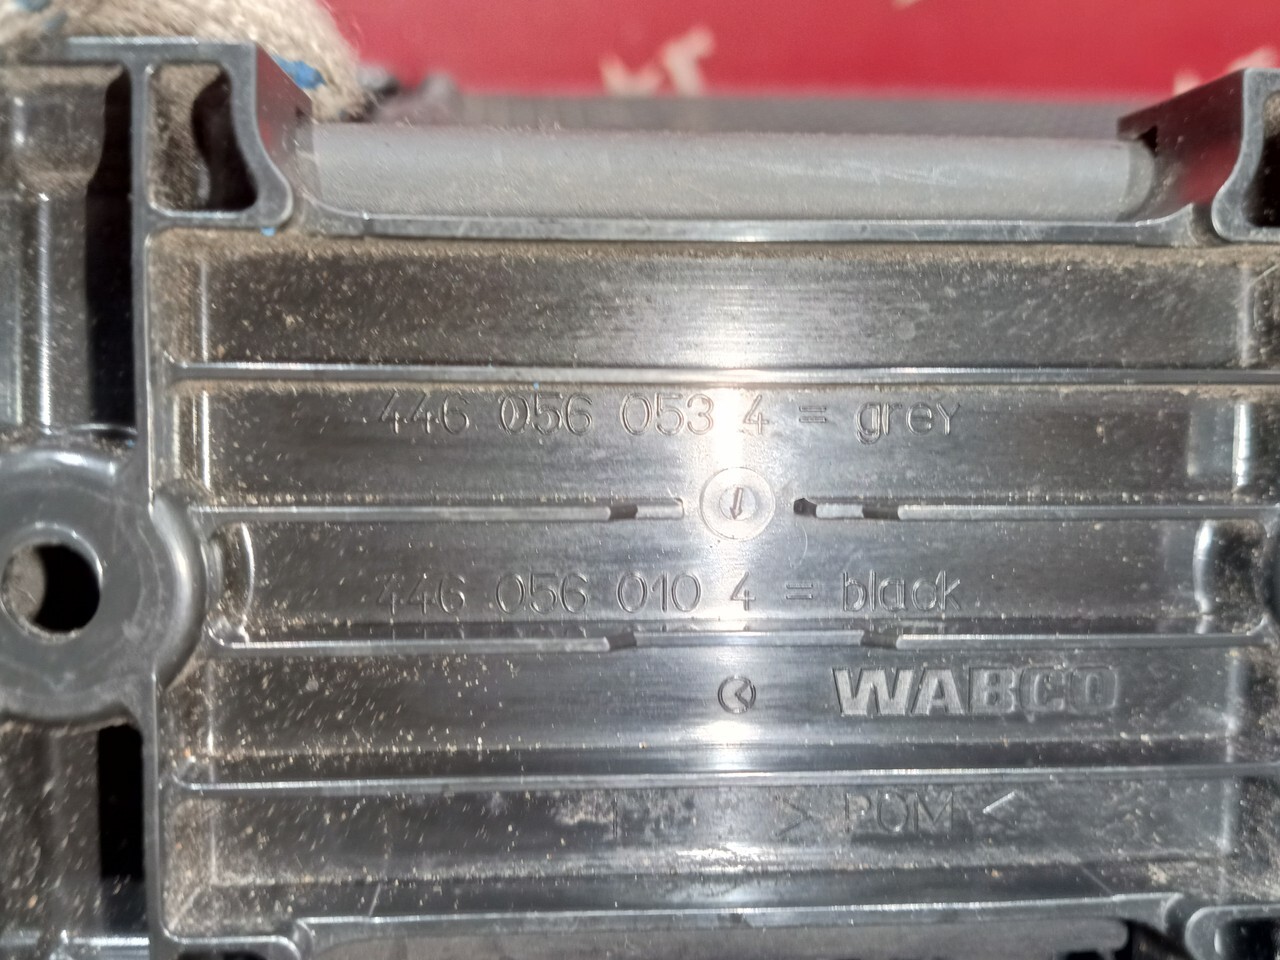 446 056 053 4 = grey
446 056 010 4 = black
WABCO
> POM <